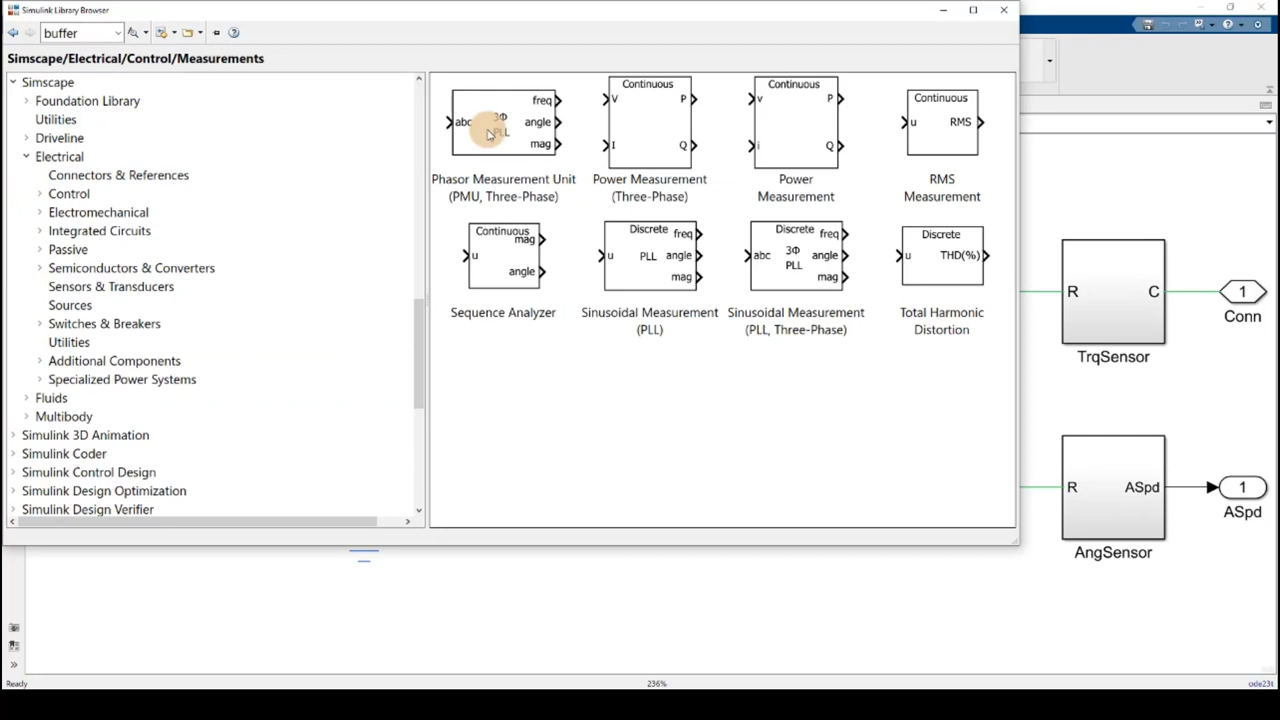 Simulink Library Browser
buffer
Simscape/Electrical/Control/Measurements
Simscape
Foundation Library
Utilities
Driveline
Electrical
Connectors & References
Control
Electromechanical
Integrated Circuits
Passive
Semiconductors & Converters
Sensors & Transducers
Sources
Switches & Breakers
Utilities
Additional Components
Specialized Power Systems
Fluids
Multibody
Simulink 3D Animation
Simulink Coder
Simulink Control Design
Simulink Design Optimization
Simulink Design Verifier
abc
3Φ
PLL
freq
angle
mag
Phasor Measurement Unit
(PMU, Three-Phase)
Continuous
V P
I Q
Power Measurement
(Three-Phase)
Continuous
v P
i Q
Power
Measurement
Continuous
u RMS
RMS
Measurement
Continuous
mag
u
angle
Sequence Analyzer
Discrete
freq
u PLL angle
mag
Sinusoidal Measurement
(PLL)
Discrete
freq
abc 3Φ angle
PLL
mag
Sinusoidal Measurement
(PLL, Three-Phase)
Discrete
u THD(%)
Total Harmonic
Distortion
R C
TrqSensor
1
Conn
R ASpd
AngSensor
1
ASpd
Ready
236%
ode23t